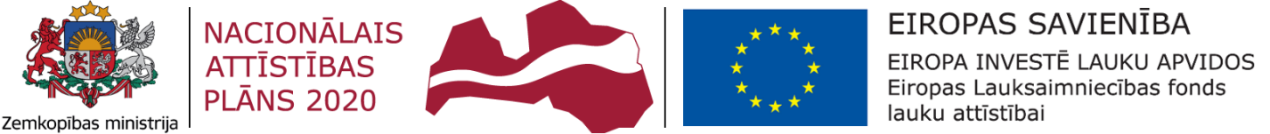 Zemkopības ministrija
NACIONĀLAIS
ATTĪSTĪBAS
PLĀNS 2020
EIROPAS SAVIENĪBA
EIROPA INVESTĒ LAUKU APVIDOS
Eiropas Lauksaimniecības fonds
lauku attīstībai